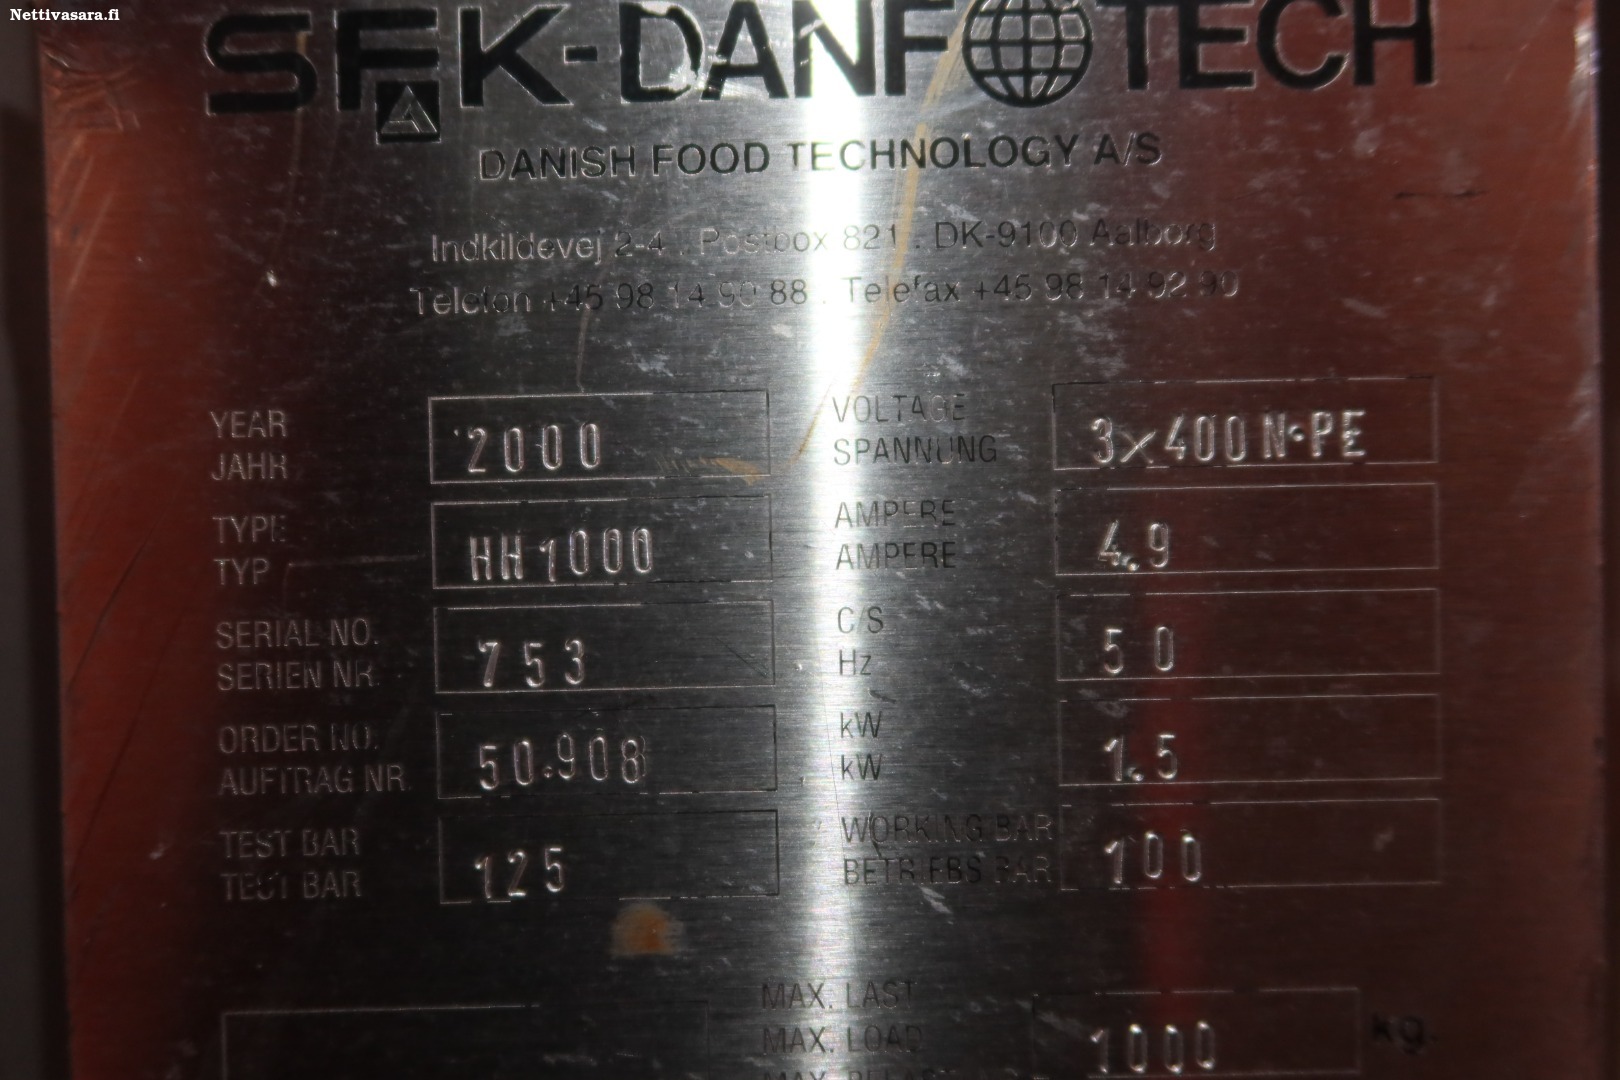 Nettivasara.fi
SFK-DANFOTECH
DANISH FOOD TECHNOLOGY A/S
Indkildevej 2-4 . Postbox 821 . DK-9100 Aalborg
Telefon +45 98 14 90 88 . Telefax +45 98 14 92 90
YEAR
JAHR
2000
VOLTAGE
SPANNUNG
3x400N·PE
TYPE
TYP
HH1000
AMPERE
AMPERE
4.9
SERIAL NO.
SERIEN NR.
753
C/S
Hz
50
ORDER NO.
AUFTRAG NR.
50.908
kW
kW
1.5
TEST BAR
TEST BAR
125
WORKING BAR
BETRIEBS BAR
100
MAX. LAST
MAX. LOAD
1000
kg.